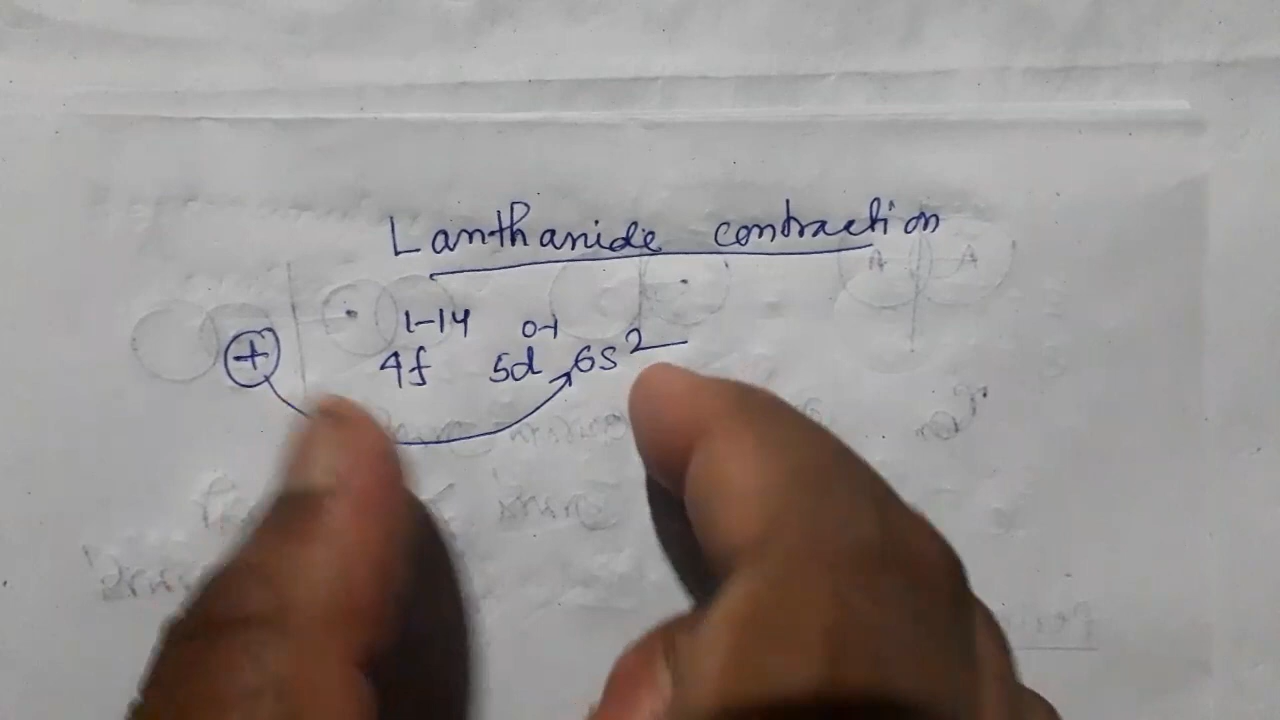 Lanthanide contraction
1-14 0-1
+ 4f 5d 6s2
A A